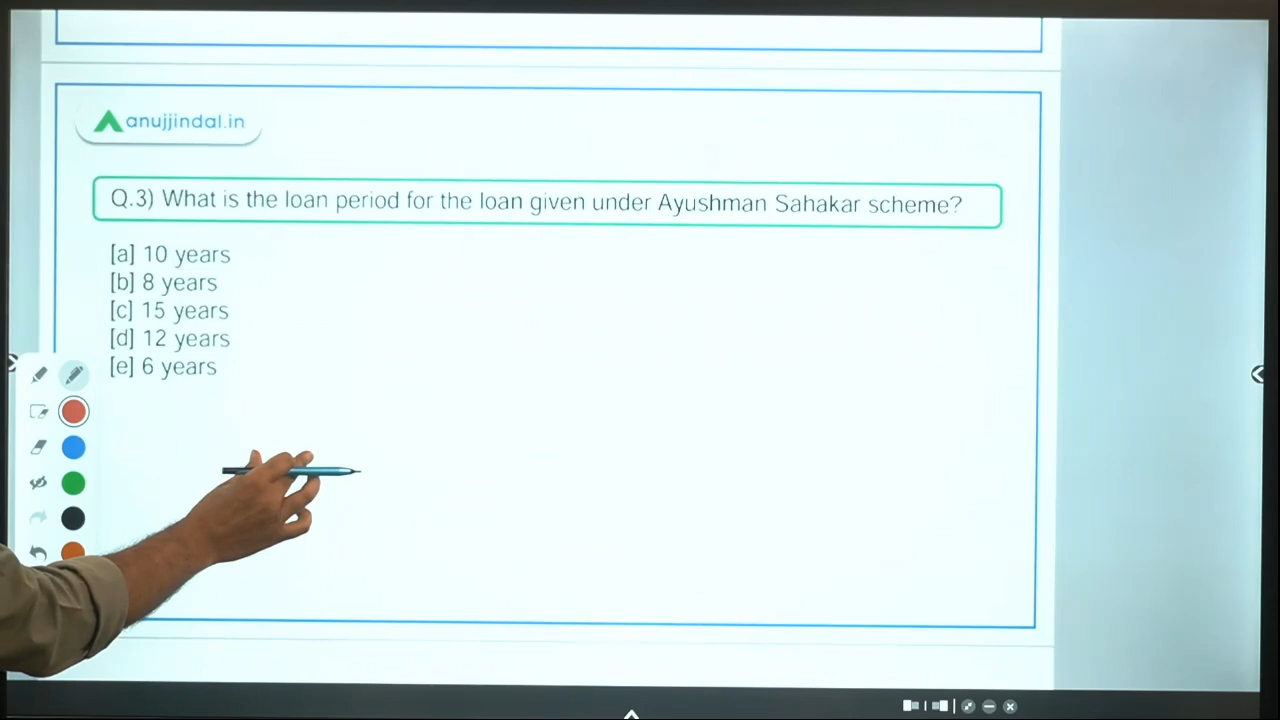 anujjindal.in
Q.3) What is the loan period for the loan given under Ayushman Sahakar scheme?
[a] 10 years
[b] 8 years
[c] 15 years
[d] 12 years
[e] 6 years